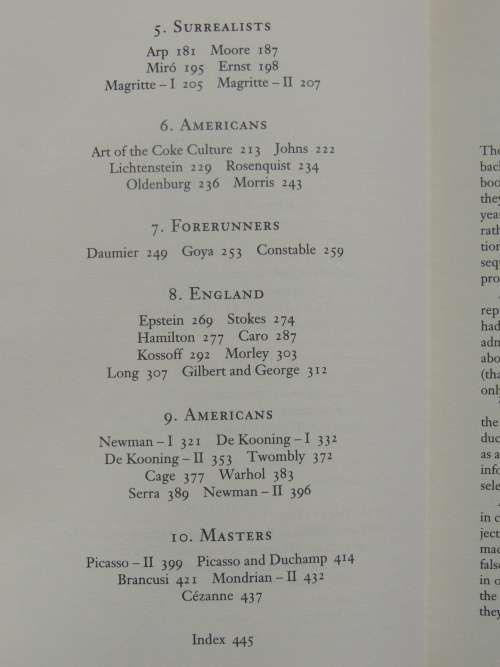 5. SURREALISTS
Arp 181 Moore 187
Miró 195 Ernst 198
Magritte – I 205 Magritte – II 207
6. AMERICANS
Art of the Coke Culture 213 Johns 222
Lichtenstein 229 Rosenquist 234
Oldenburg 236 Morris 243
7. FORERUNNERS
Daumier 249 Goya 253 Constable 259
8. ENGLAND
Epstein 269 Stokes 274
Hamilton 277 Caro 287
Kossoff 292 Morley 303
Long 307 Gilbert and George 312
9. AMERICANS
Newman – I 321 De Kooning – I 332
De Kooning – II 353 Twombly 372
Cage 377 Warhol 383
Serra 389 Newman – II 396
10. MASTERS
Picasso – II 399 Picasso and Duchamp 414
Brancusi 421 Mondrian – II 432
Cézanne 437
Index 445